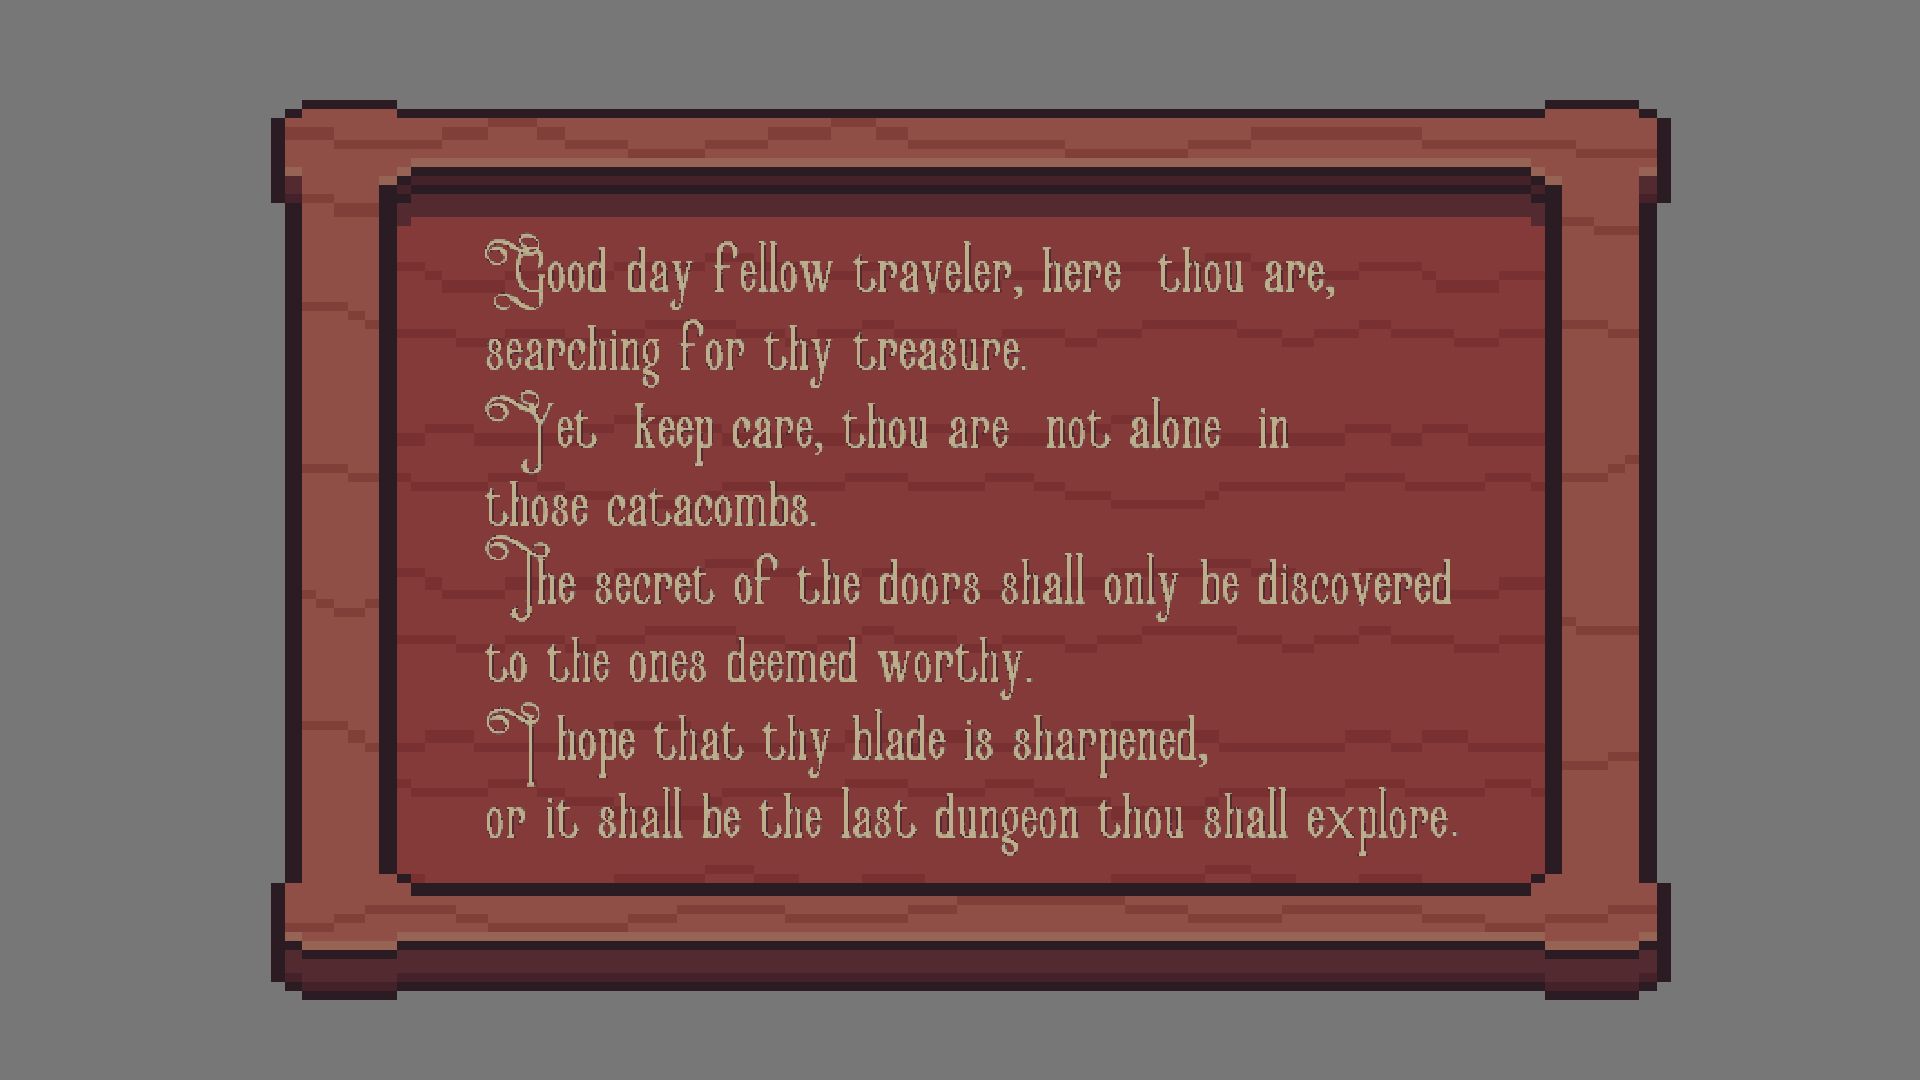 Good day fellow traveler, here thou are,
searching for thy treasure.
Yet keep care, thou are not alone in
those catacombs.
The secret of the doors shall only be discovered
to the ones deemed worthy.
I hope that thy blade is sharpened,
or it shall be the last dungeon thou shall explore.